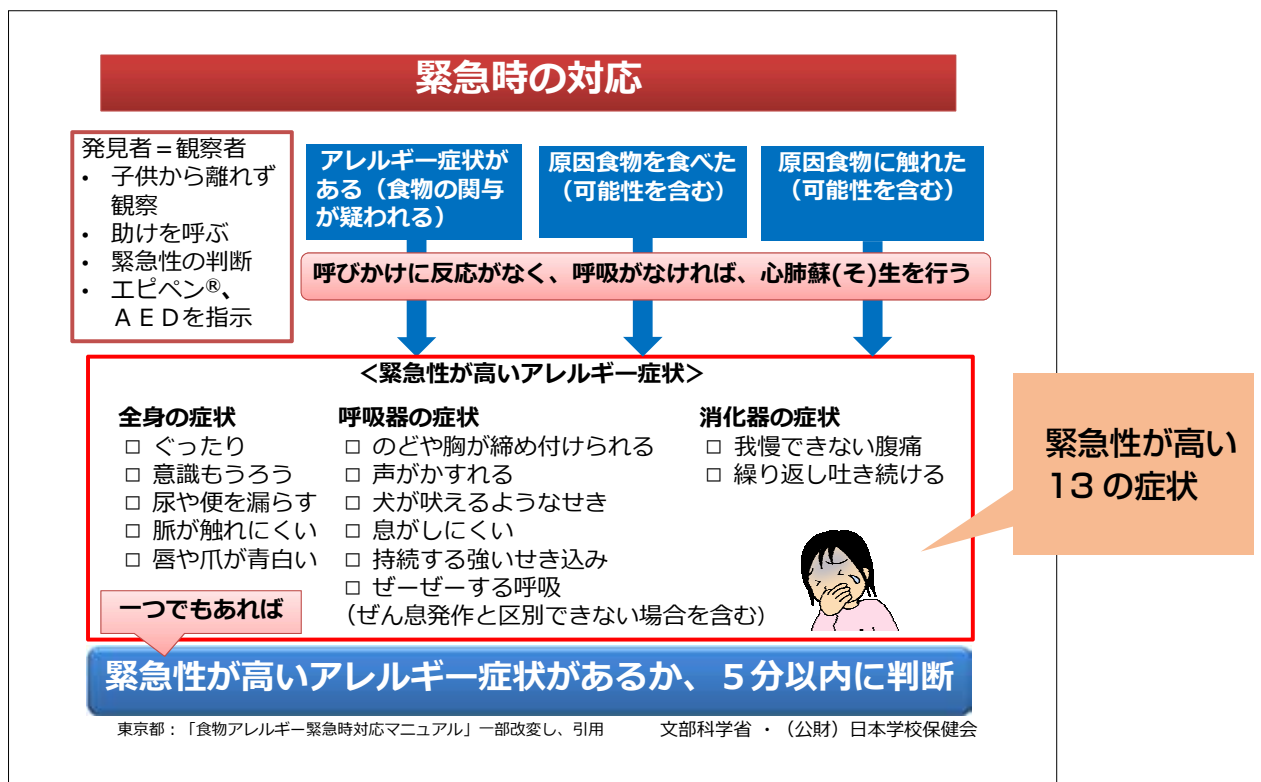 緊急時の対応
発見者＝観察者
・ 子供から離れず
観察
・ 助けを呼ぶ
・ 緊急性の判断
・ エピペン®、
ＡＥＤを指示
アレルギー症状が
ある（食物の関与
が疑われる）
原因食物を食べた
（可能性を含む）
原因食物に触れた
（可能性を含む）
呼びかけに反応がなく、呼吸がなければ、心肺蘇(そ)生を行う
＜緊急性が高いアレルギー症状＞
全身の症状
□ ぐったり
□ 意識もうろう
□ 尿や便を漏らす
□ 脈が触れにくい
□ 唇や爪が青白い
呼吸器の症状
□ のどや胸が締め付けられる
□ 声がかすれる
□ 犬が吠えるようなせき
□ 息がしにくい
□ 持続する強いせき込み
□ ぜーぜーする呼吸
（ぜん息発作と区別できない場合を含む）
消化器の症状
□ 我慢できない腹痛
□ 繰り返し吐き続ける
緊急性が高い
13 の症状
一つでもあれば
緊急性が高いアレルギー症状があるか、５分以内に判断
東京都：「食物アレルギー緊急時対応マニュアル」一部改変し、引用
文部科学省 ・（公財）日本学校保健会